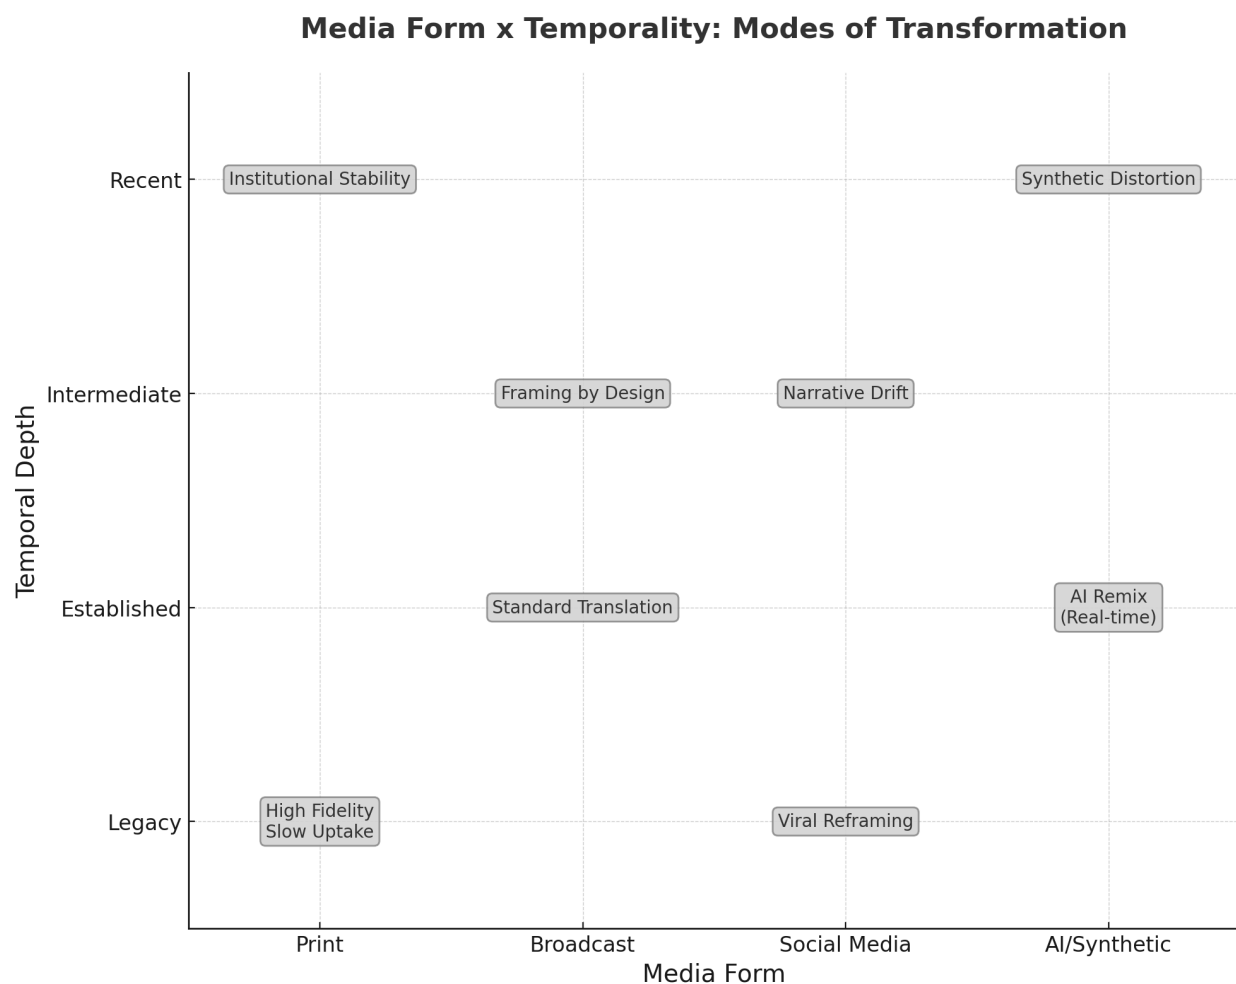 Media Form x Temporality: Modes of Transformation
Temporal Depth
Recent
Institutional Stability
Synthetic Distortion
Intermediate
Framing by Design
Narrative Drift
Established
Standard Translation
AI Remix
(Real-time)
Legacy
High Fidelity
Slow Uptake
Viral Reframing
Print
Broadcast
Social Media
AI/Synthetic
Media Form